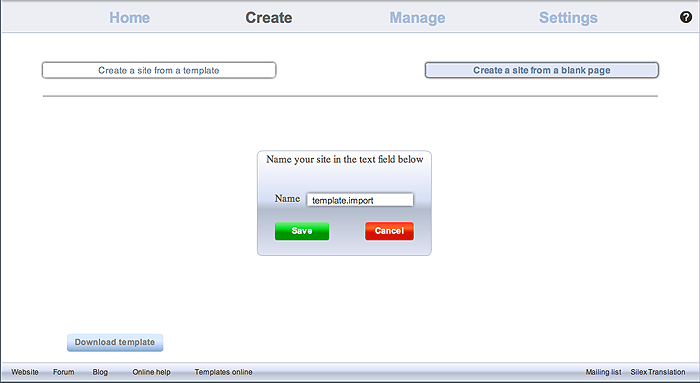 Home Create Manage Settings ?
Create a site from a template Create a site from a blank page
Name your site in the text field below
Name template.import
Save Cancel
Download template
Website Forum Blog Online help Templates online Mailing list Silex Translation